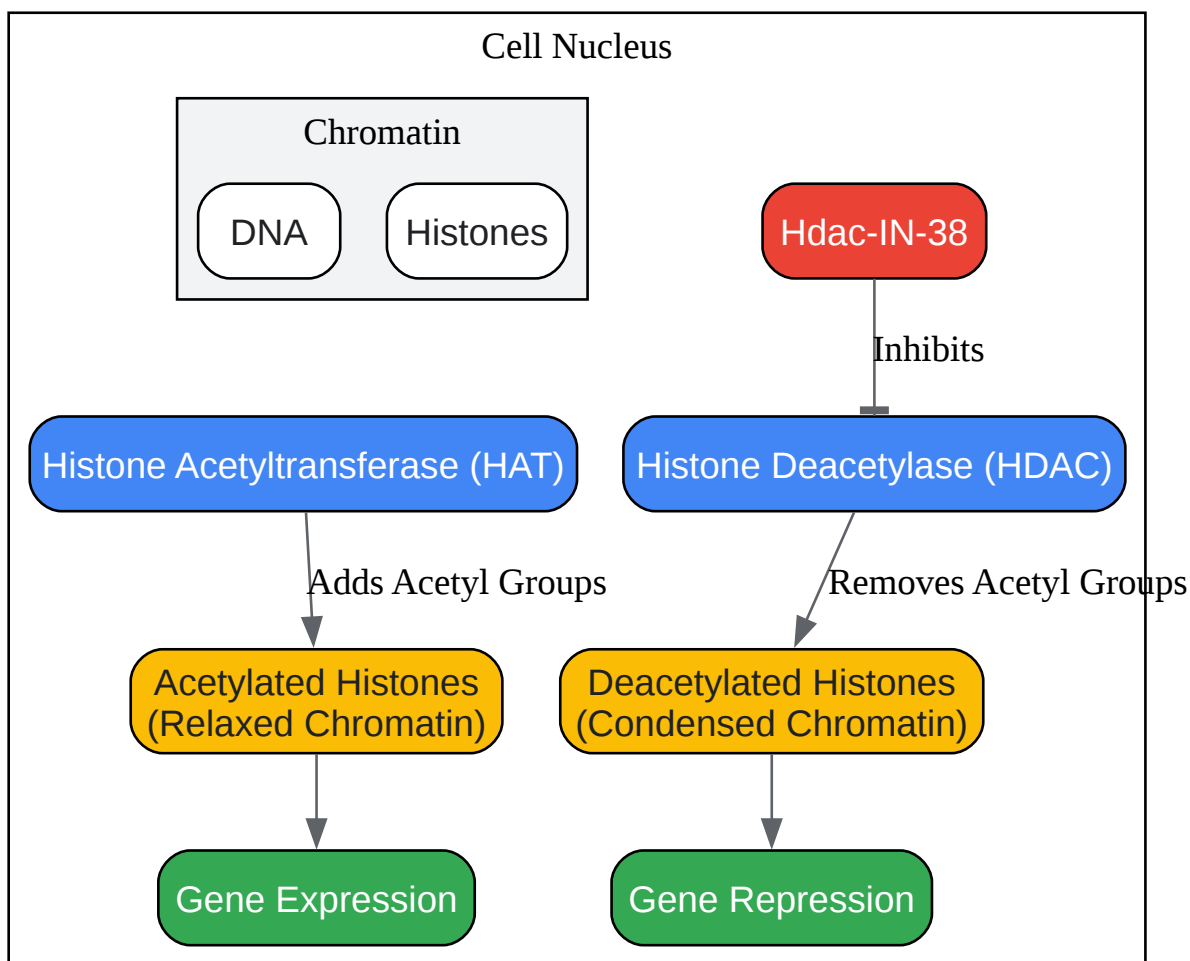 Cell Nucleus
Chromatin
DNA
Histones
Hdac-IN-38
Inhibits
Histone Acetyltransferase (HAT)
Histone Deacetylase (HDAC)
Adds Acetyl Groups
Removes Acetyl Groups
Acetylated Histones
(Relaxed Chromatin)
Deacetylated Histones
(Condensed Chromatin)
Gene Expression
Gene Repression